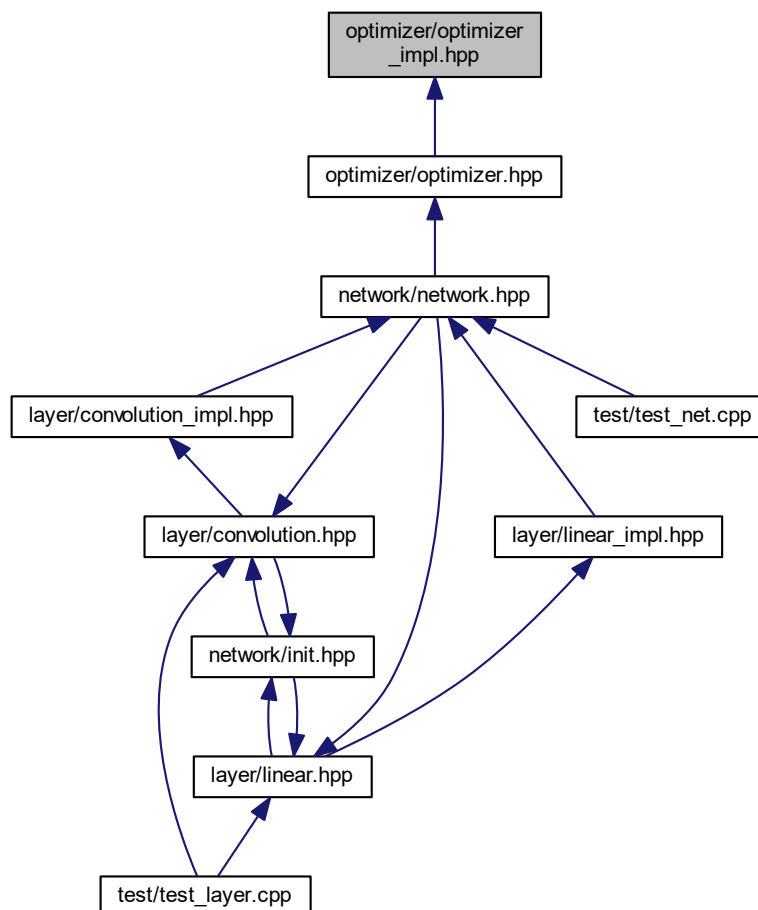 optimizer/optimizer
_impl.hpp
optimizer/optimizer.hpp
network/network.hpp
layer/convolution_impl.hpp
test/test_net.cpp
layer/convolution.hpp
layer/linear_impl.hpp
network/init.hpp
layer/linear.hpp
test/test_layer.cpp